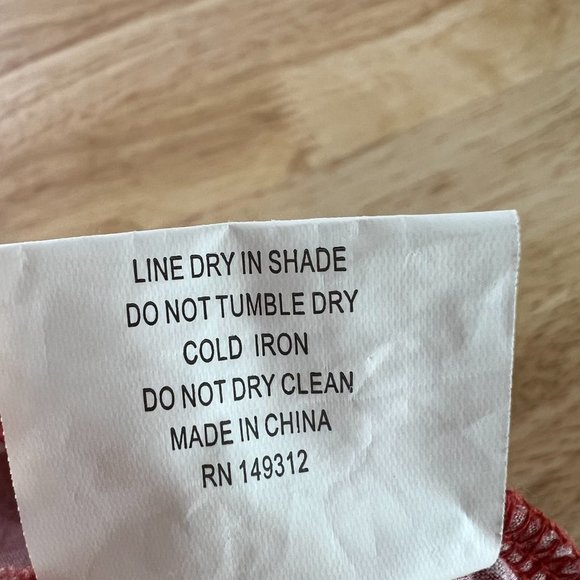 LINE DRY IN SHADE
DO NOT TUMBLE DRY
COLD IRON
DO NOT DRY CLEAN
MADE IN CHINA
RN 149312